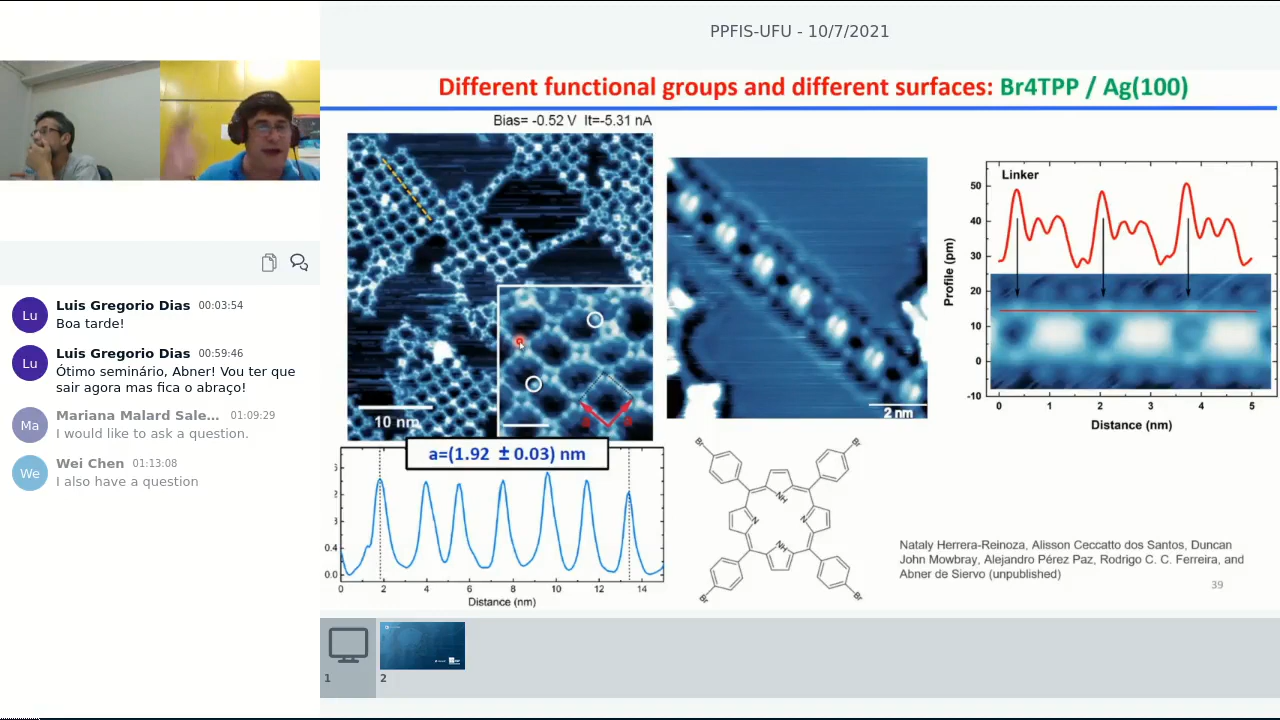 PPFIS-UFU - 10/7/2021
Different functional groups and different surfaces: Br4TPP / Ag(100)
Bias= -0.52 V It=-5.31 nA
10 nm
a=(1.92 ± 0.03) nm
0.4
0.0
0 2 4 6 8 10 12 14
Distance (nm)
2 nm
Linker
50
40
30
20
10
0
-10
Profile (pm)
0 1 2 3 4 5
Distance (nm)
Br
Br
NH
N
N
NH
Br
Br
Nataly Herrera-Reinoza, Alisson Ceccatto dos Santos, Duncan
John Mowbray, Alejandro Pérez Paz, Rodrigo C. C. Ferreira, and
Abner de Siervo (unpublished)
39
Lu
Luis Gregorio Dias 00:03:54
Boa tarde!
Lu
Luis Gregorio Dias 00:59:46
Ótimo seminário, Abner! Vou ter que
sair agora mas fica o abraço!
Ma
Mariana Malard Sale... 01:09:29
I would like to ask a question.
We
Wei Chen 01:13:08
I also have a question
1
2